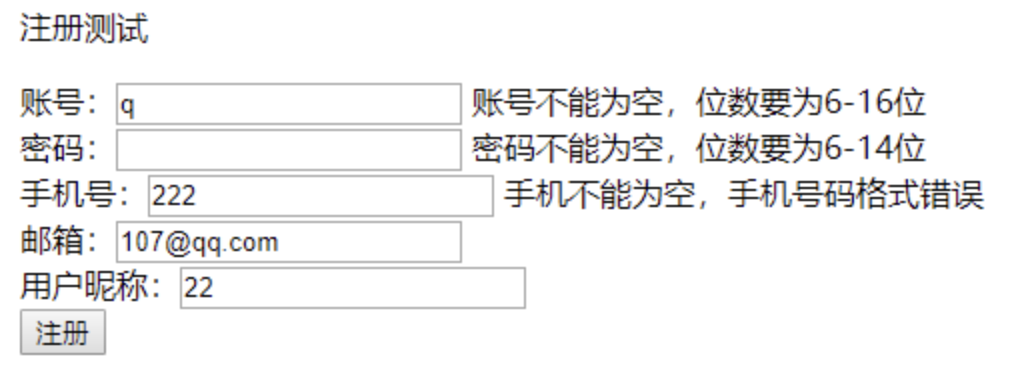 注册测试
账号：q 账号不能为空，位数要为6-16位
密码： 密码不能为空，位数要为6-14位
手机号：222 手机不能为空，手机号码格式错误
邮箱：107@qq.com
用户昵称：22
注册